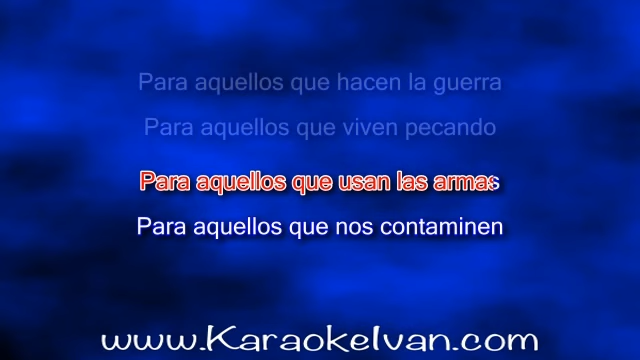 Para aquellos que hacen la guerra
Para aquellos que viven pecando
Para aquellos que usan las armas
Para aquellos que nos contaminen
www.KaraokeIvan.com